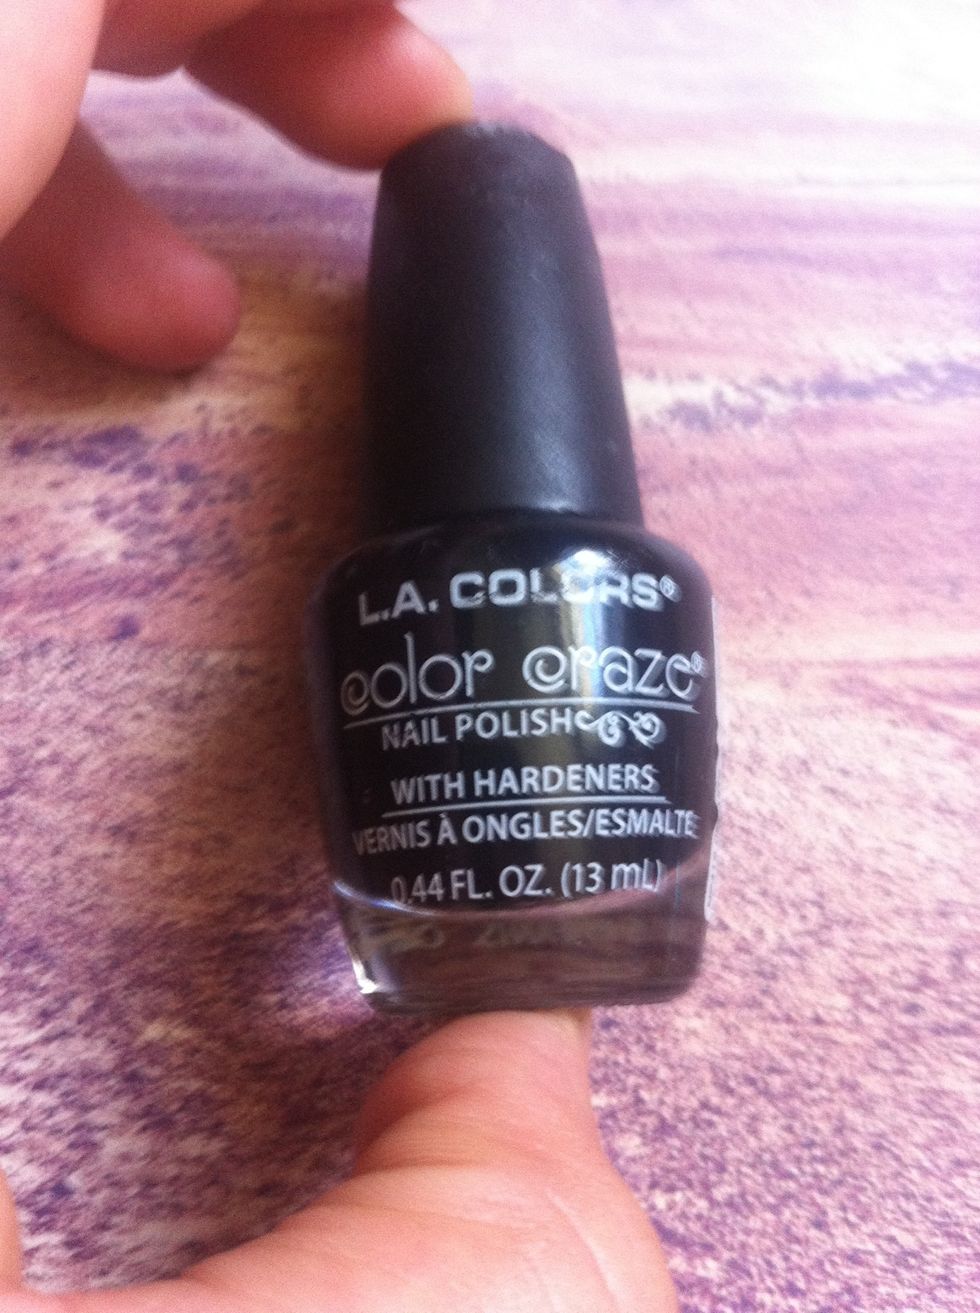 L.A. COLORS®
color craze®
NAIL POLISH
WITH HARDENERS
VERNIS À ONGLES/ESMALTE
0.44 FL. OZ. (13 mL)